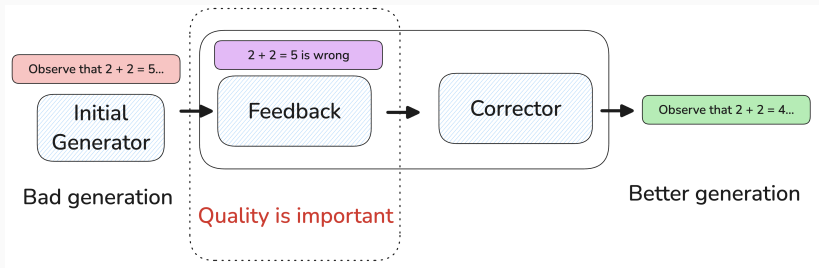 Observe that 2 + 2 = 5...
Initial
Generator
Bad generation
2 + 2 = 5 is wrong
Feedback
Quality is important
Corrector
Observe that 2 + 2 = 4...
Better generation